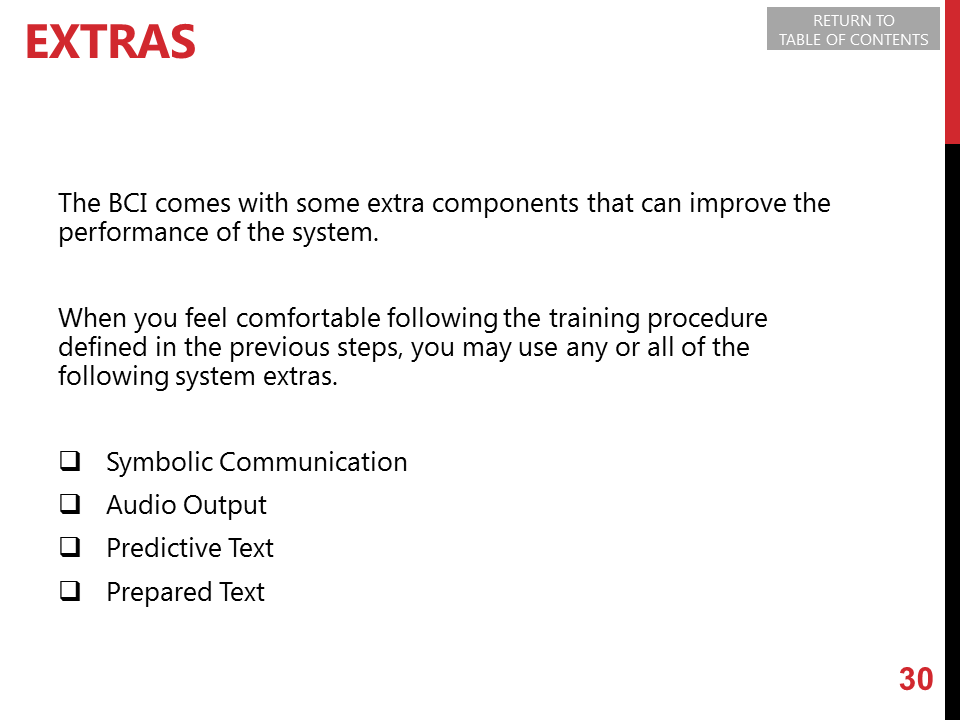 EXTRAS
RETURN TO
TABLE OF CONTENTS
The BCI comes with some extra components that can improve the
performance of the system.
When you feel comfortable following the training procedure
defined in the previous steps, you may use any or all of the
following system extras.
Symbolic Communication
Audio Output
Predictive Text
Prepared Text
30